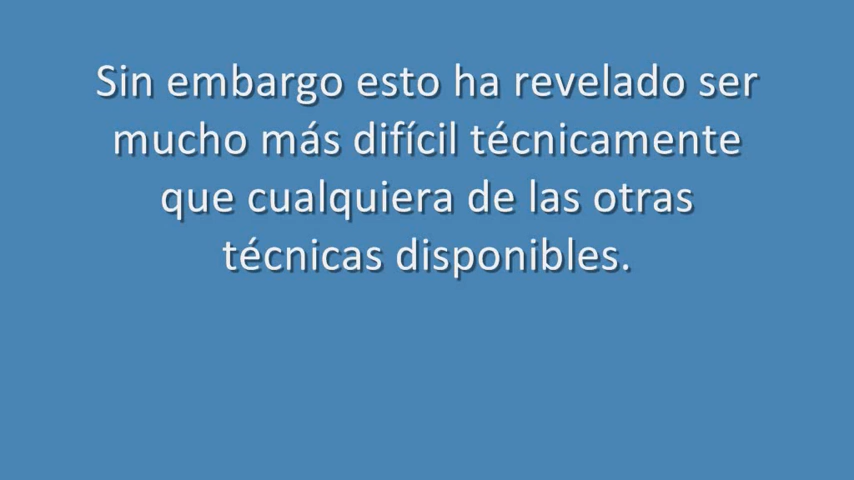 Sin embargo esto ha revelado ser
mucho más difícil técnicamente
que cualquiera de las otras
técnicas disponibles.